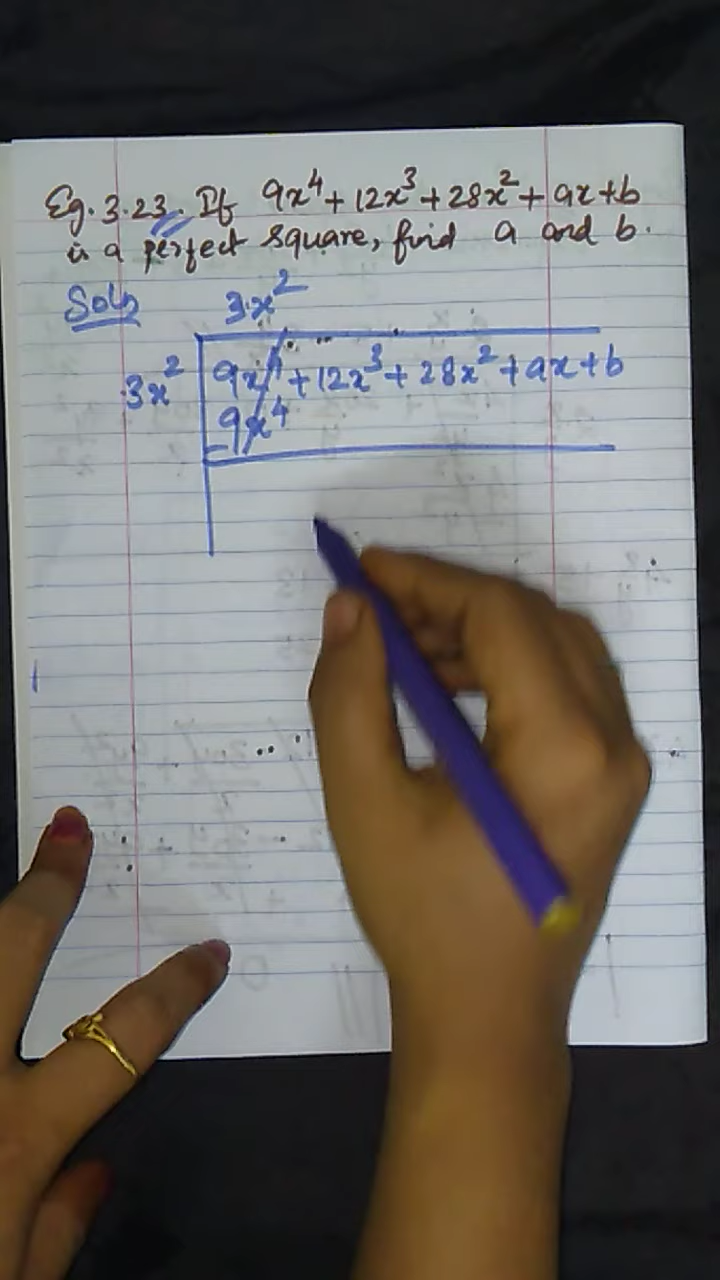 Eg. 3.23. If 9x⁴ + 12x³ + 28x² + ax + b
is a perfect square, find a and b.
Soln
3x²
3x² 9x⁴ + 12x³ + 28x² + ax + b
9x⁴